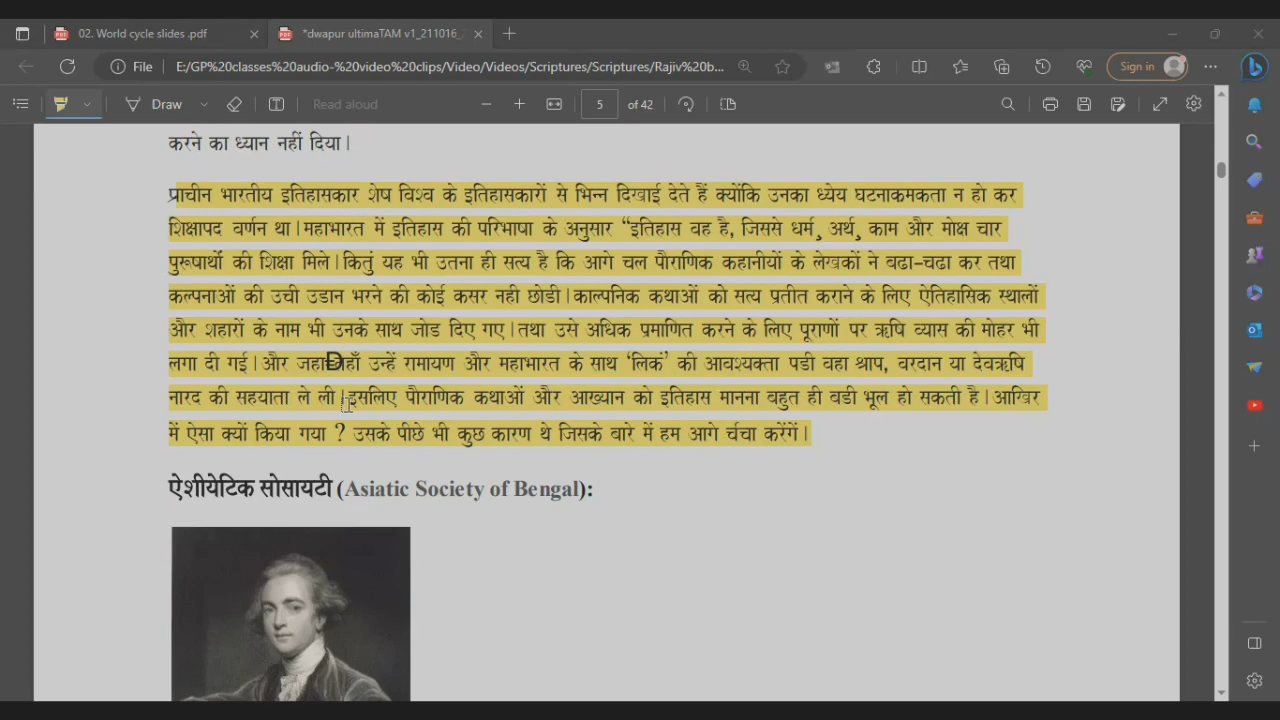 02. World cycle slides .pdf
*dwapur ultimaTAM v1_211016_
File E:/GP%20classes%20audio-%20video%20clips/Video/Videos/Scriptures/Scriptures/Rajiv%20b... Sign in
Draw Read aloud 5 of 42
करने का ध्यान नहीं दिया।
प्राचीन भारतीय इतिहासकार शेष विश्व के इतिहासकारों से भिन्न दिखाई देते हैं क्योंकि उनका ध्येय घटनाकमकता न हो कर
शिक्षापद वर्णन था।महाभारत में इतिहास की परिभाषा के अनुसार “इतिहास वह है, जिससे धर्म, अर्थ, काम और मोक्ष चार
पुरूषार्थो की शिक्षा मिले।कितुं यह भी उतना ही सत्य है कि आगे चल पौराणिक कहानीयों के लेखकों ने बढा-चढा कर तथा
कल्पनाओं की उची उडान भरने की कोई कसर नही छोडी।काल्पनिक कथाओं को सत्य प्रतीत कराने के लिए ऐतिहासिक स्थालों
और शहारों के नाम भी उनके साथ जोड दिए गए।तथा उसे अधिक प्रमाणित करने के लिए पूराणों पर ऋषि व्यास की मोहर भी
लगा दी गई।और उन्हें रामायण और महाभारत के साथ ‘लिकं’ की आवश्यक्ता पडी वहा श्राप, वरदान या देवऋषि
नारद की सहयाता ले ली।इसलिए पौराणिक कथाओं और आख्यान को इतिहास मानना बहुत ही बडी भूल हो सकती है।आखिर
में ऐसा क्यों किया गया ? उसके पीछे भी कुछ कारण थे जिसके बारे में हम आगे र्चचा करेंगें।
ऐशीयेटिक सोसायटी (Asiatic Society of Bengal):